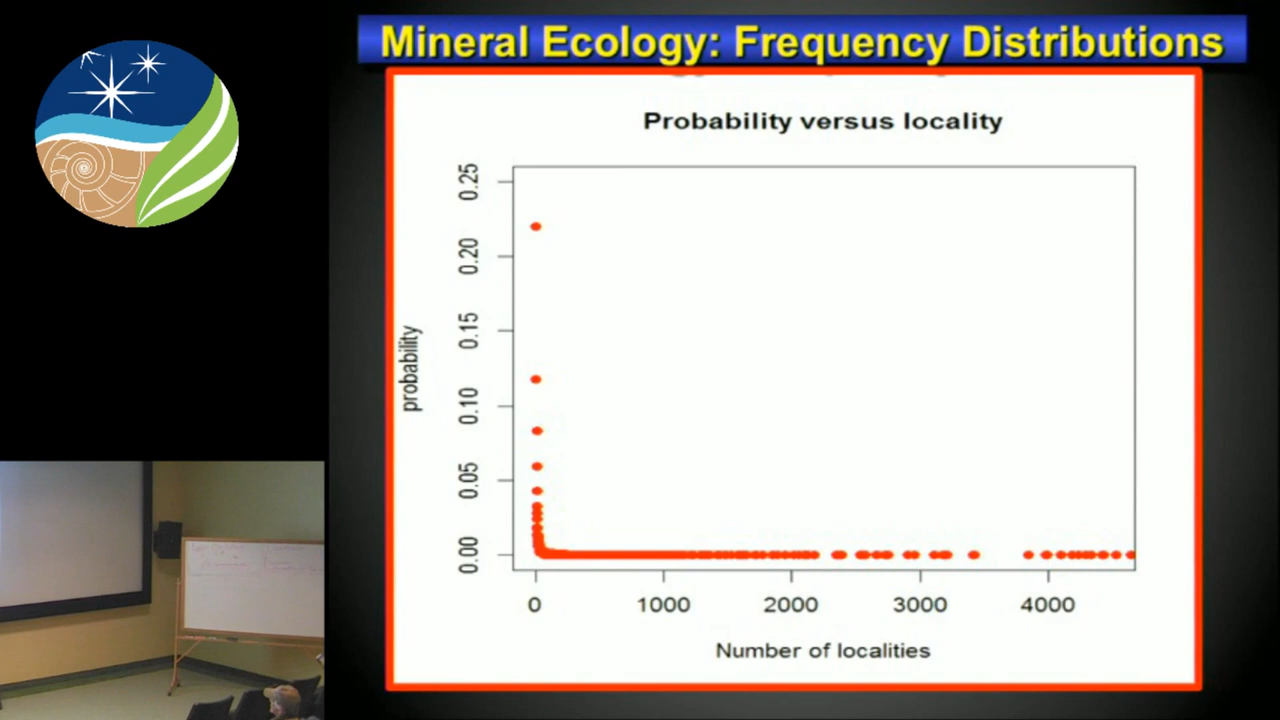 Mineral Ecology: Frequency Distributions
Probability versus locality
probability
0.25
0.20
0.15
0.10
0.05
0.00
0
1000
2000
3000
4000
Number of localities